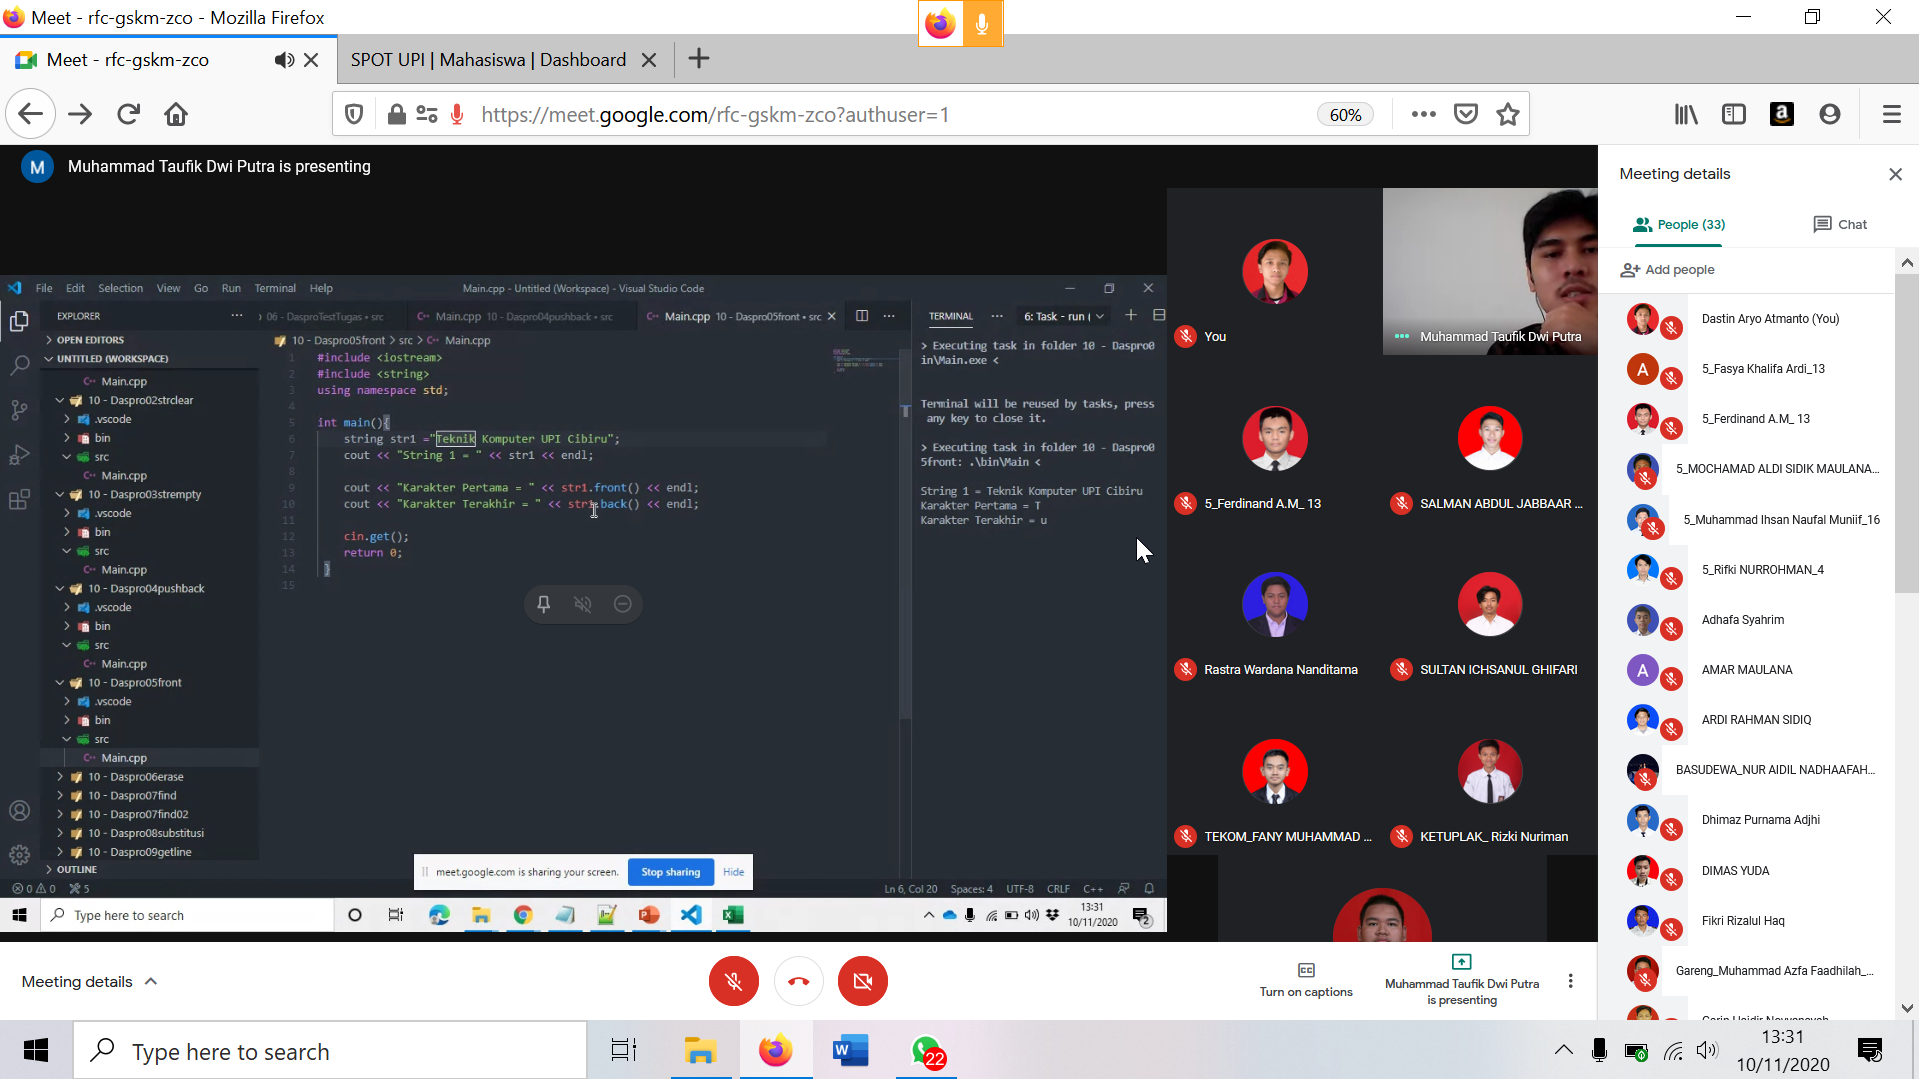 Meet - rfc-gskm-zco - Mozilla Firefox
Meet - rfc-gskm-zco
SPOT UPI | Mahasiswa | Dashboard
https://meet.google.com/rfc-gskm-zco?authuser=1
60%
M
Muhammad Taufik Dwi Putra is presenting
File Edit Selection View Go Run Terminal Help
Main.cpp - Untitled (Workspace) - Visual Studio Code
EXPLORER
06 - DasproTestTugas • src
Main.cpp 10 - Daspro04pushback • src
Main.cpp 10 - Daspro05front • src
OPEN EDITORS
UNTITLED (WORKSPACE)
Main.cpp
10 - Daspro02strclear
.vscode
bin
src
Main.cpp
10 - Daspro03strempty
.vscode
bin
src
Main.cpp
10 - Daspro04pushback
.vscode
bin
src
Main.cpp
10 - Daspro05front
.vscode
bin
src
Main.cpp
10 - Daspro06erase
10 - Daspro07find
10 - Daspro07find02
10 - Daspro08substitusi
10 - Daspro09getline
OUTLINE
10 - Daspro05front > src > Main.cpp
1 #include <iostream>
2 #include <string>
3 using namespace std;
4
5 int main(){
6 string str1 ="Teknik Komputer UPI Cibiru";
7 cout << "String 1 = " << str1 << endl;
8
9 cout << "Karakter Pertama = " << str1.front() << endl;
10 cout << "Karakter Terakhir = " << str1.back() << endl;
11
12 cin.get();
13 return 0;
14 }
15
TERMINAL
6: Task - run (
> Executing task in folder 10 - Daspro0
in\Main.exe <
Terminal will be reused by tasks, press
any key to close it.
> Executing task in folder 10 - Daspro0
5front: .\bin\Main <
String 1 = Teknik Komputer UPI Cibiru
Karakter Pertama = T
Karakter Terakhir = u
meet.google.com is sharing your screen.
Stop sharing
Hide
0 0
5
Ln 6, Col 20 Spaces: 4 UTF-8 CRLF C++
Type here to search
13:31
10/11/2020
2
You
Muhammad Taufik Dwi Putra
5_Ferdinand A.M_ 13
SALMAN ABDUL JABBAAR ...
Rastra Wardana Nanditama
SULTAN ICHSANUL GHIFARI
TEKOM_FANY MUHAMMAD ...
KETUPLAK_ Rizki Nuriman
Meeting details
People (33)
Chat
Add people
Dastin Aryo Atmanto (You)
A
5_Fasya Khalifa Ardi_13
5_Ferdinand A.M_ 13
5_MOCHAMAD ALDI SIDIK MAULANA...
5_Muhammad Ihsan Naufal Muniif_16
5_Rifki NURROHMAN_4
Adhafa Syahrim
A
AMAR MAULANA
ARDI RAHMAN SIDIQ
BASUDEWA_NUR AIDIL NADHAAFAH...
Dhimaz Purnama Adjhi
DIMAS YUDA
Fikri Rizalul Haq
Gareng_Muhammad Azfa Faadhilah_...
Meeting details
Turn on captions
Muhammad Taufik Dwi Putra
is presenting
Type here to search
22
13:31
10/11/2020